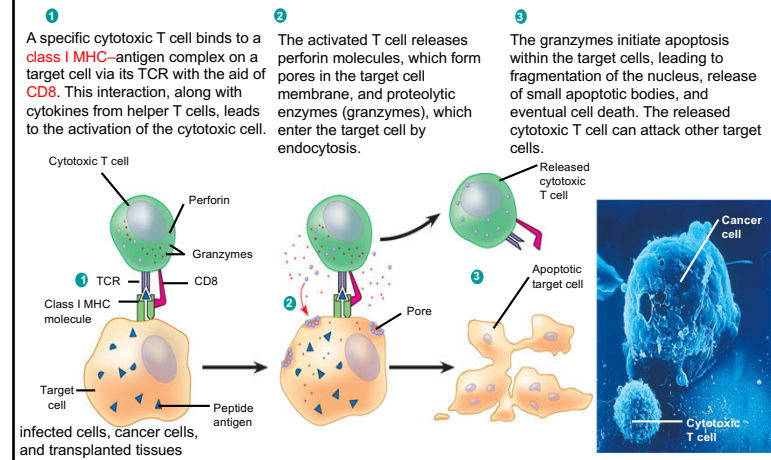 1
A specific cytotoxic T cell binds to a
class I MHC–antigen complex on a
target cell via its TCR with the aid of
CD8. This interaction, along with
cytokines from helper T cells, leads
to the activation of the cytotoxic cell.
2
The activated T cell releases
perforin molecules, which form
pores in the target cell
membrane, and proteolytic
enzymes (granzymes), which
enter the target cell by
endocytosis.
3
The granzymes initiate apoptosis
within the target cells, leading to
fragmentation of the nucleus, release
of small apoptotic bodies, and
eventual cell death. The released
cytotoxic T cell can attack other target
cells.
Cytotoxic T cell
Perforin
Granzymes
1
TCR
CD8
Class I MHC
molecule
Target
cell
Peptide
antigen
infected cells, cancer cells,
and transplanted tissues
2
Pore
Released
cytotoxic
T cell
3
Apoptotic
target cell
Cancer
cell
Cytotoxic
T cell